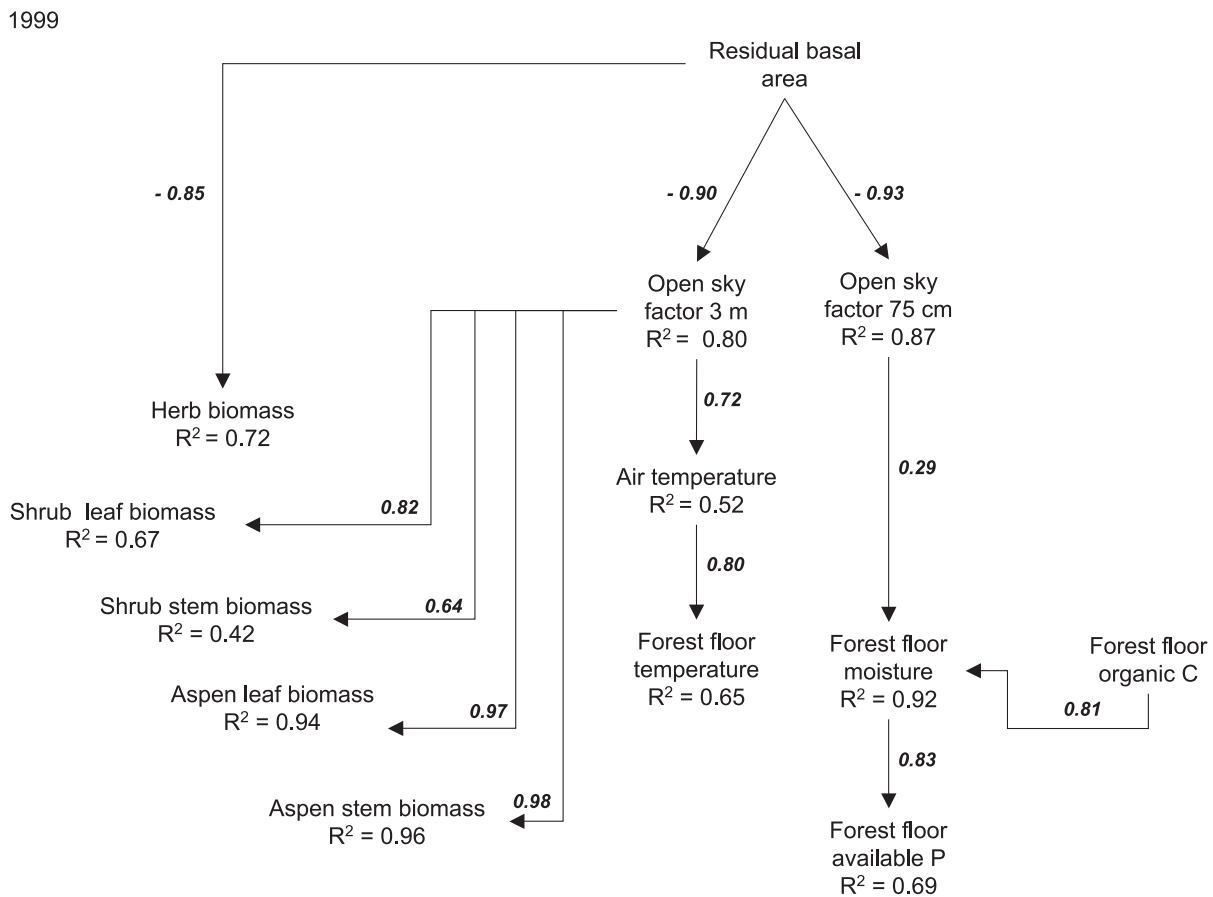 1999
Residual basal
area
- 0.85
- 0.90
- 0.93
Open sky
factor 3 m
R² = 0.80
Open sky
factor 75 cm
R² = 0.87
Herb biomass
R² = 0.72
0.72
0.29
Air temperature
R² = 0.52
Shrub leaf biomass
R² = 0.67
0.82
0.80
Shrub stem biomass
R² = 0.42
0.64
Forest floor
temperature
R² = 0.65
Forest floor
moisture
R² = 0.92
Forest floor
organic C
0.81
Aspen leaf biomass
R² = 0.94
0.97
0.83
Aspen stem biomass
R² = 0.96
0.98
Forest floor
available P
R² = 0.69